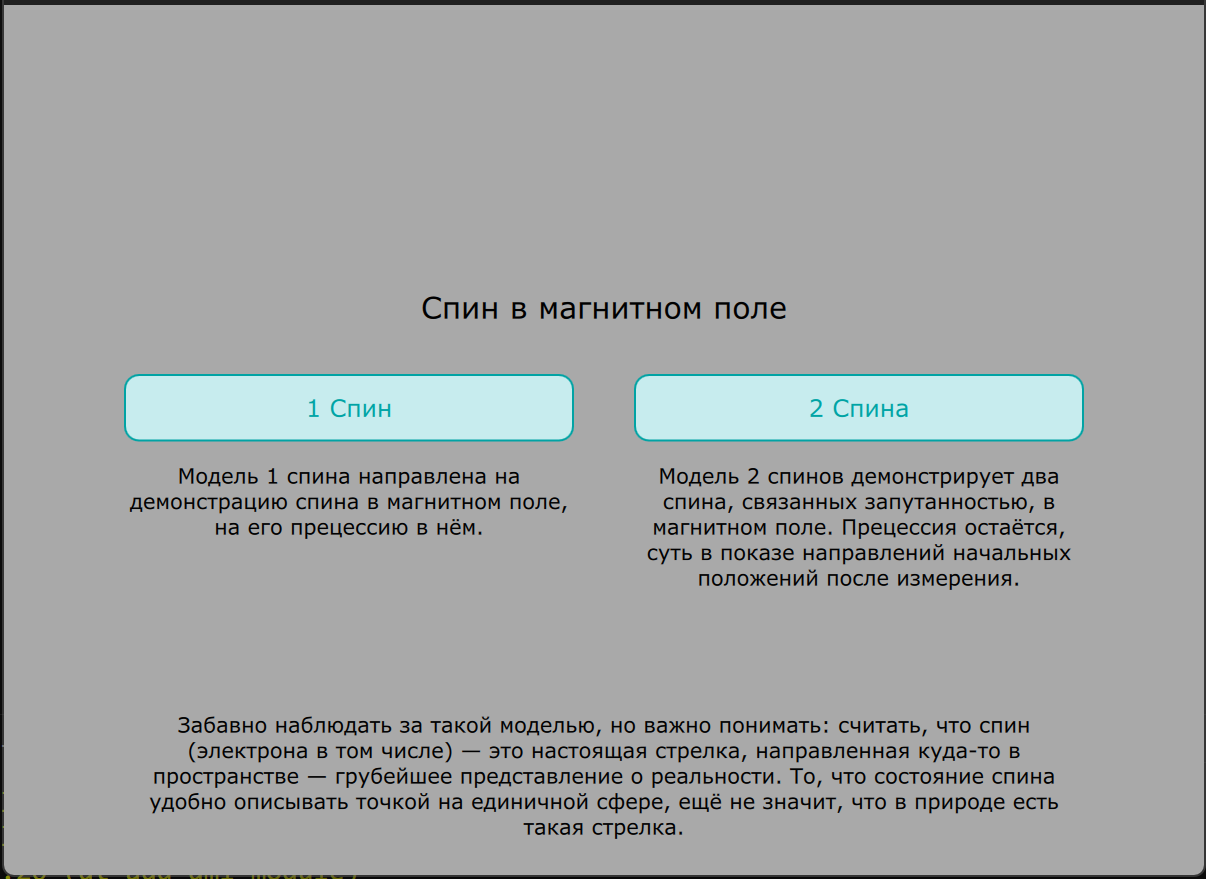 Спин в магнитном поле
1 Спин
2 Спина
Модель 1 спина направлена на
демонстрацию спина в магнитном поле,
на его прецессию в нём.
Модель 2 спинов демонстрирует два
спина, связанных запутанностью, в
магнитном поле. Прецессия остаётся,
суть в показе направлений начальных
положений после измерения.
Забавно наблюдать за такой моделью, но важно понимать: считать, что спин
(электрона в том числе) — это настоящая стрелка, направленная куда-то в
пространстве — грубейшее представление о реальности. То, что состояние спина
удобно описывать точкой на единичной сфере, ещё не значит, что в природе есть
такая стрелка.